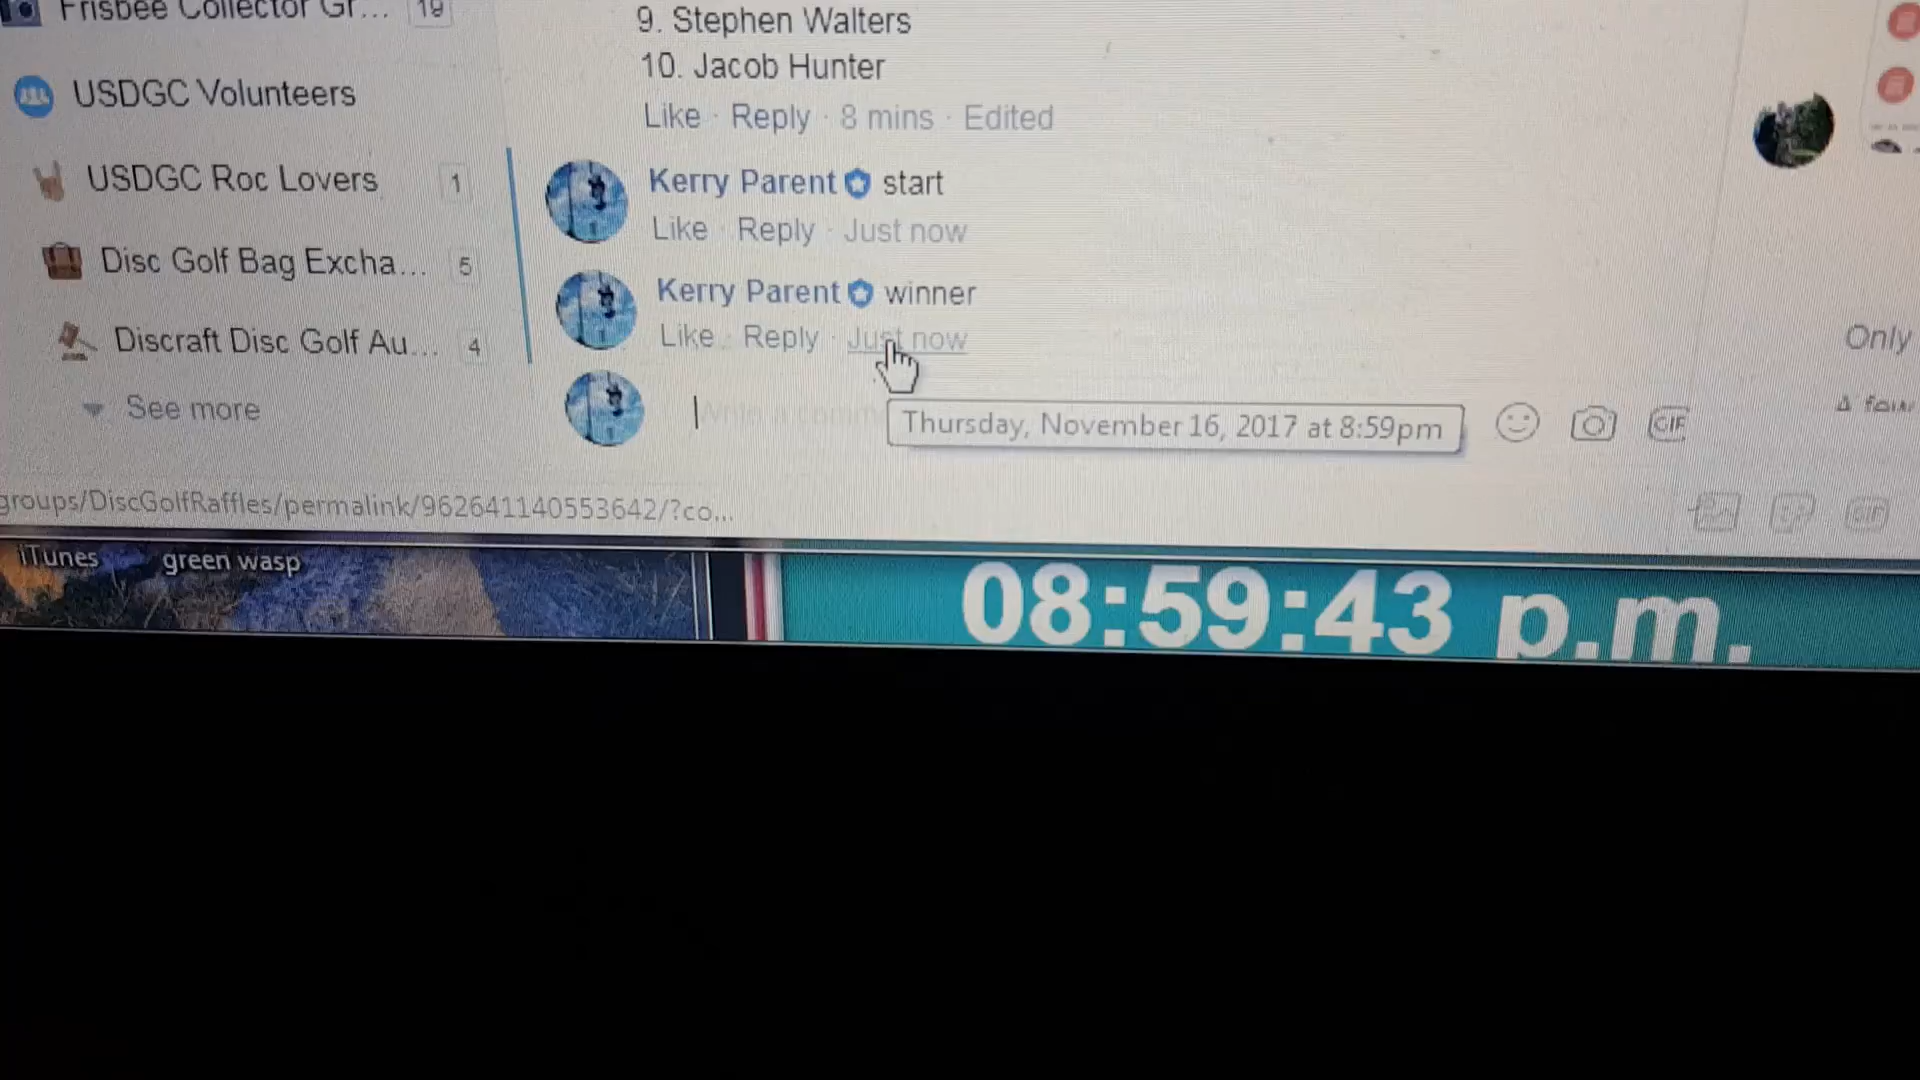 Frisbee Collector Gr... 19
USDGC Volunteers
USDGC Roc Lovers 1
Disc Golf Bag Excha... 5
Discraft Disc Golf Au... 4
See more
9. Stephen Walters
10. Jacob Hunter
Like · Reply · 8 mins · Edited
Kerry Parent start
Like · Reply · Just now
Kerry Parent winner
Like · Reply · Just now
Thursday, November 16, 2017 at 8:59pm
GIF
Only
A few
GIF
groups/DiscGolfRaffles/permalink/962641140553642/?co...
iTunes
green wasp
08:59:43 p.m.